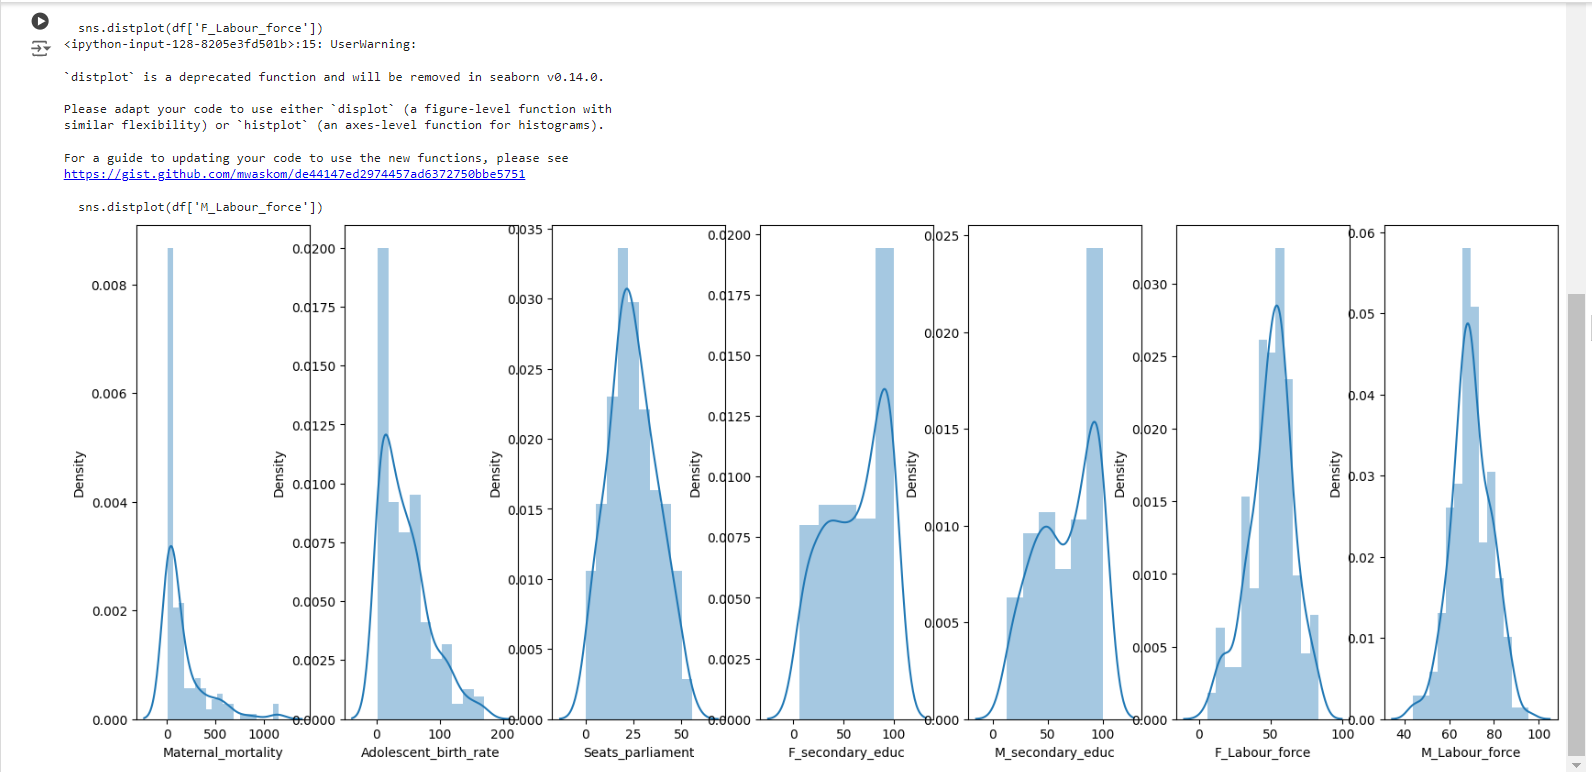 sns.distplot(df['F_Labour_force'])
<ipython-input-128-8205e3fd501b>:15: UserWarning:
`distplot` is a deprecated function and will be removed in seaborn v0.14.0.
Please adapt your code to use either `displot` (a figure-level function with
similar flexibility) or `histplot` (an axes-level function for histograms).
For a guide to updating your code to use the new functions, please see
https://gist.github.com/mwaskom/de44147ed2974457ad6372750bbe5751
sns.distplot(df['M_Labour_force'])
0.008
0.006
0.004
0.002
0.000
Density
0 500 1000
Maternal_mortality
0.0200
0.0175
0.0150
0.0125
0.0100
0.0075
0.0050
0.0025
0.0000
Density
0 100 200
Adolescent_birth_rate
0.035
0.030
0.025
0.020
0.015
0.010
0.005
0.000
Density
0 25 50
Seats_parliament
0.0200
0.0175
0.0150
0.0125
0.0100
0.0075
0.0050
0.0025
0.0000
Density
0 50 100
F_secondary_educ
0.025
0.020
0.015
0.010
0.005
0.000
Density
0 50 100
M_secondary_educ
0.030
0.025
0.020
0.015
0.010
0.005
0.000
Density
0 50 100
F_Labour_force
0.06
0.05
0.04
0.03
0.02
0.01
0.00
Density
40 60 80 100
M_Labour_force